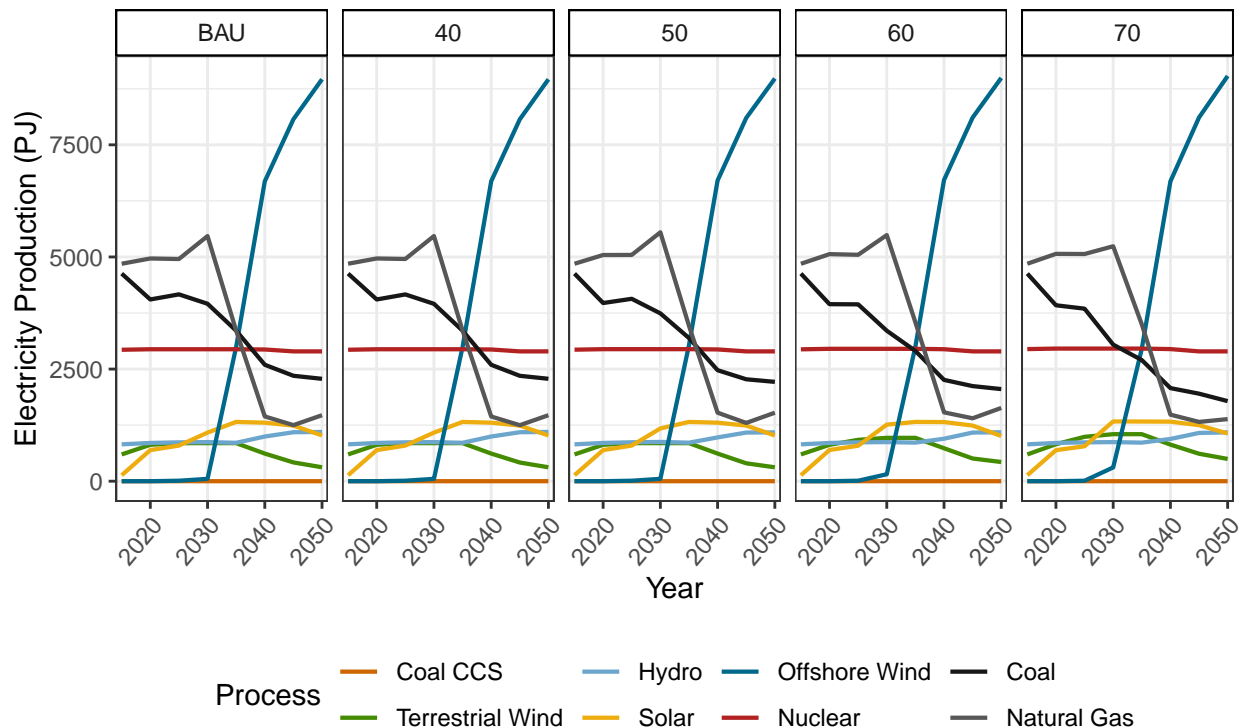 BAU 40 50 60 70
Electricity Production (PJ)
7500
5000
2500
0
2020 2030 2040 2050 2020 2030 2040 2050 2020 2030 2040 2050 2020 2030 2040 2050 2020 2030 2040 2050
Year
Process
Coal CCS Hydro Offshore Wind Coal
Terrestrial Wind Solar Nuclear Natural Gas